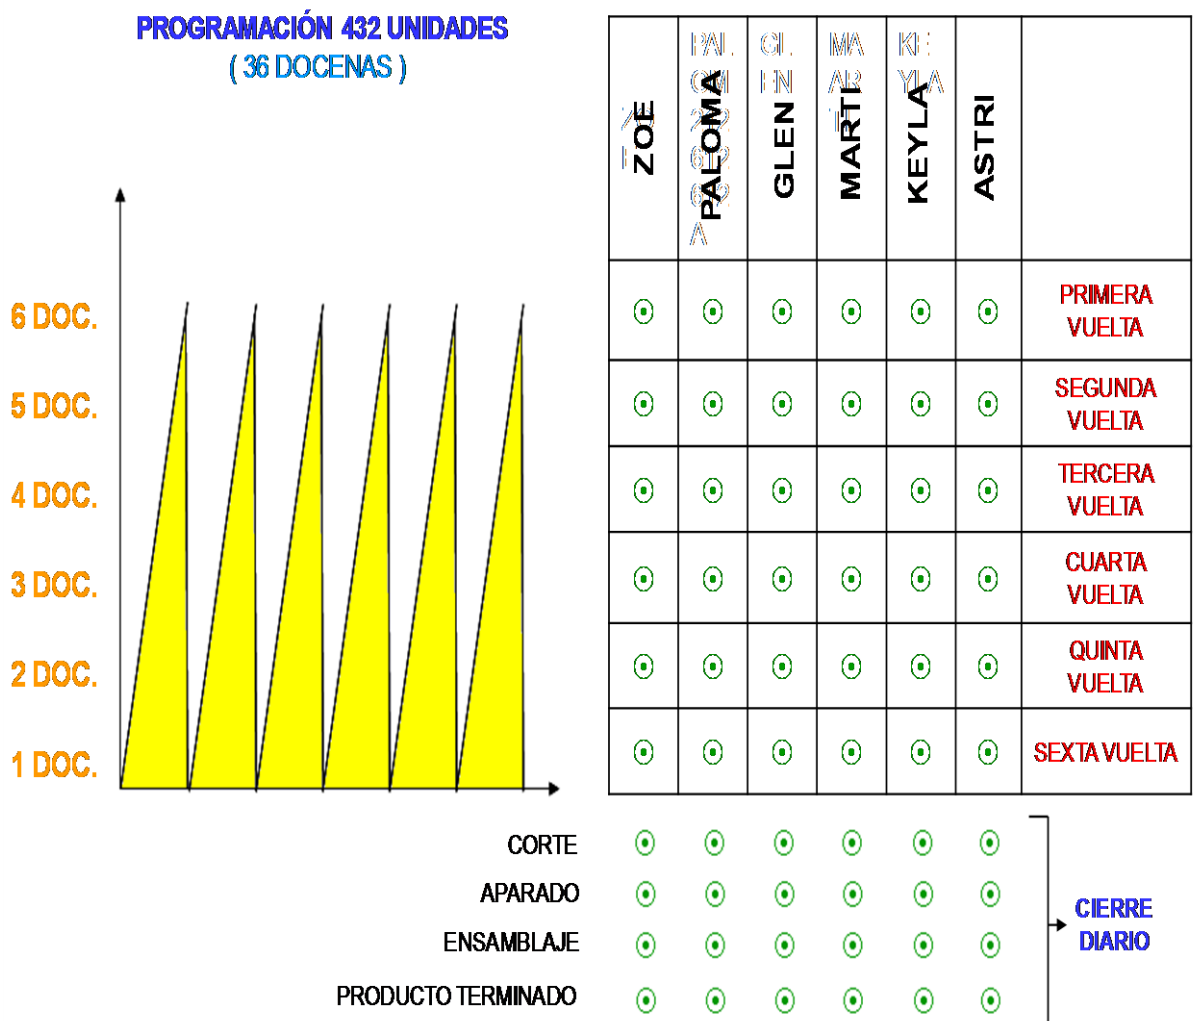 PROGRAMACIÓN 432 UNIDADES
( 36 DOCENAS )
6 DOC.
5 DOC.
4 DOC.
3 DOC.
2 DOC.
1 DOC.
ZOE
PALOMA
GLEN
MARTI
KEYLA
ASTRI
PRIMERA
VUELTA
SEGUNDA
VUELTA
TERCERA
VUELTA
CUARTA
VUELTA
QUINTA
VUELTA
SEXTA VUELTA
CORTE
APARADO
ENSAMBLAJE
PRODUCTO TERMINADO
CIERRE
DIARIO